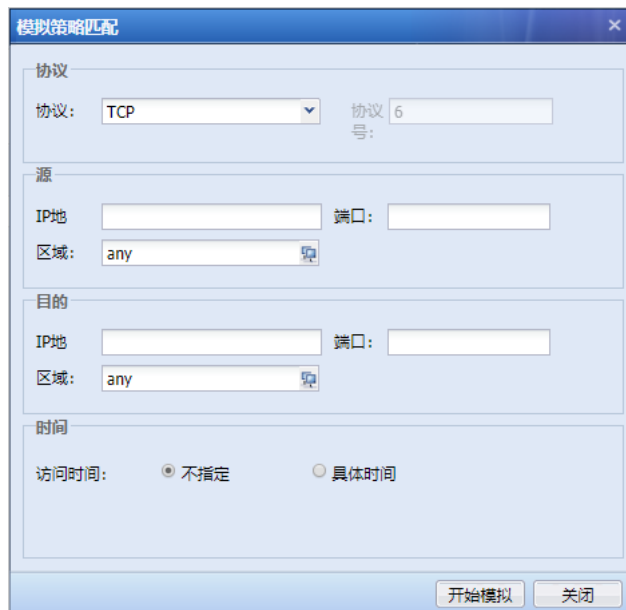 模拟策略匹配
协议
协议： TCP 协议号： 6
源
IP地 端口：
区域： any
目的
IP地 端口：
区域： any
时间
访问时间： 不指定 具体时间
开始模拟 关闭